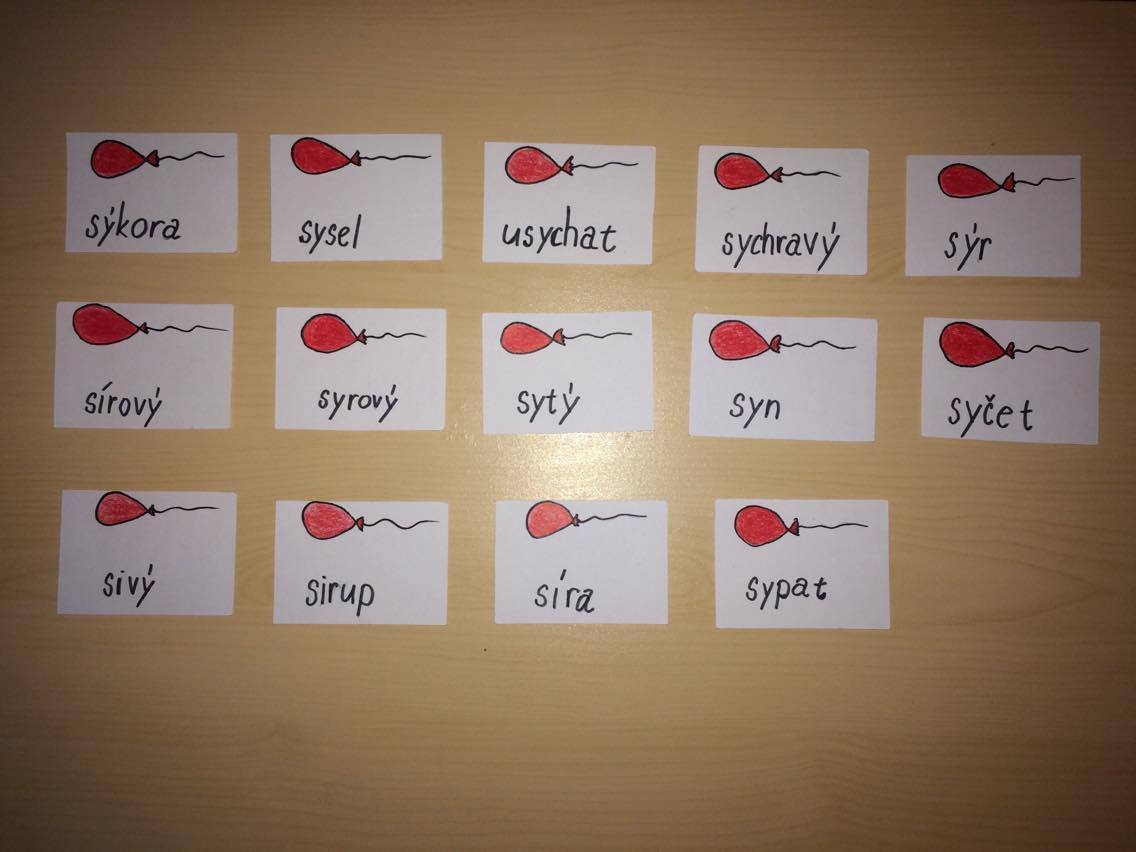 sýkora
sysel
usychat
sychravý
sýr
sírový
syrový
sytý
syn
syčet
sivý
sirup
síra
sypat